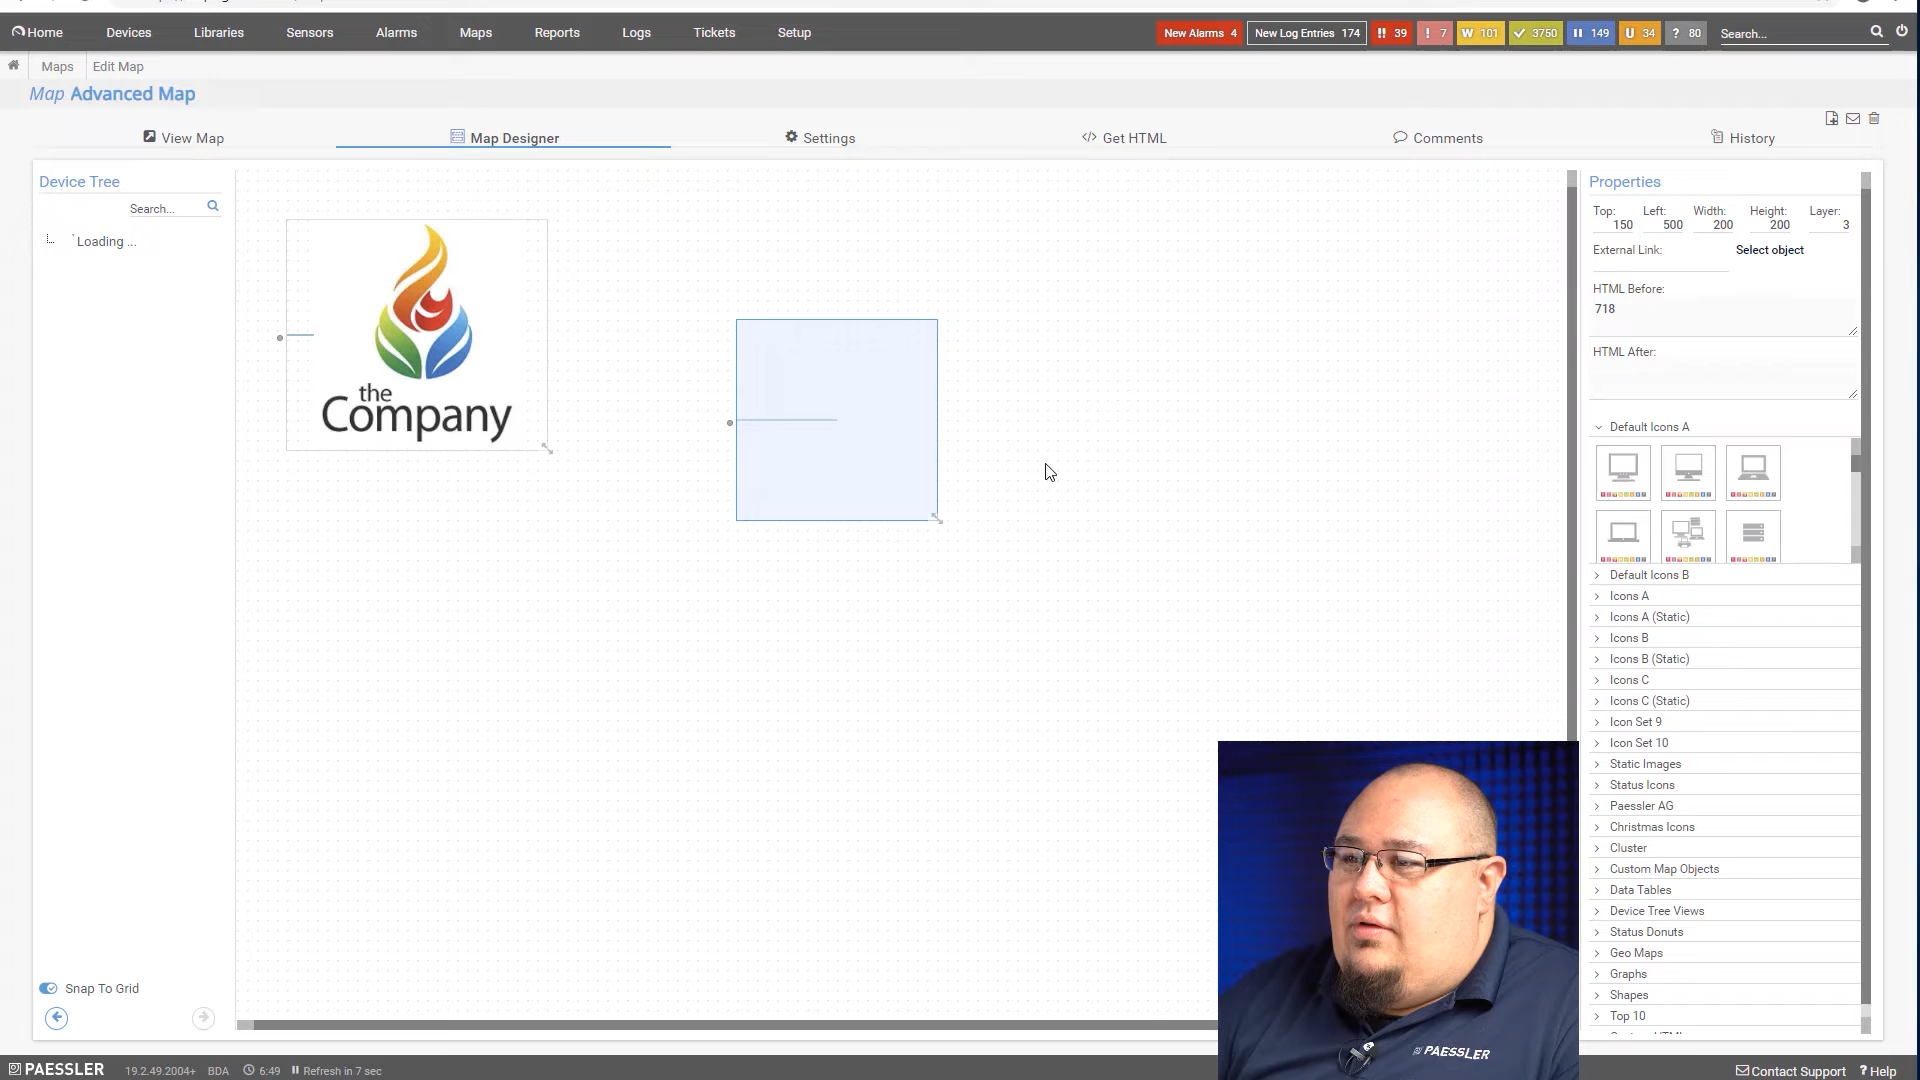 Home Devices Libraries Sensors Alarms Maps Reports Logs Tickets Setup New Alarms 4 New Log Entries 174 !! 39 ! 7 W 101 3750 149 U 34 ? 80 Search...
Maps Edit Map
Map Advanced Map
View Map Map Designer Settings </> Get HTML Comments History
Device Tree
Search...
Loading ...
the
Company
Snap To Grid
Properties
Top: Left: Width: Height: Layer:
150 500 200 200 3
External Link: Select object
HTML Before:
718
HTML After:
Default Icons A
Default Icons B
Icons A
Icons A (Static)
Icons B
Icons B (Static)
Icons C
Icons C (Static)
Icon Set 9
Icon Set 10
Static Images
Status Icons
Paessler AG
Christmas Icons
Cluster
Custom Map Objects
Data Tables
Device Tree Views
Status Donuts
Geo Maps
Graphs
Shapes
Top 10
PAESSLER
PAESSLER 19.2.49.2004+ BDA 6:49 Refresh in 7 sec Contact Support ? Help